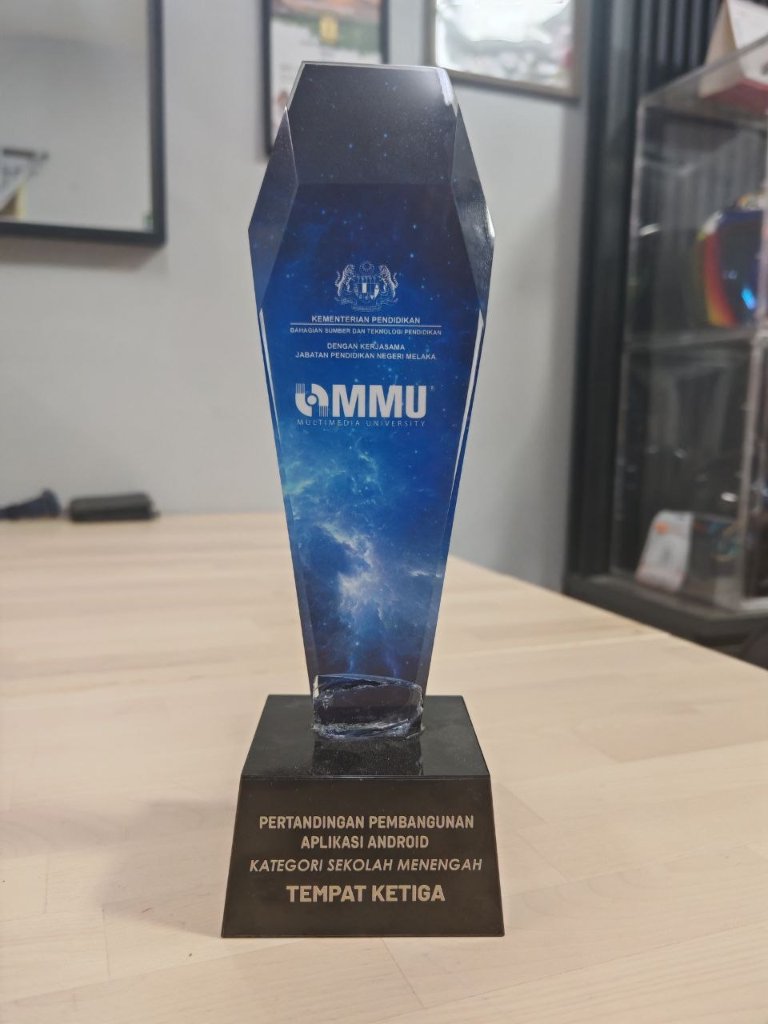 KEMENTERIAN PENDIDIKAN
BAHAGIAN SUMBER DAN TEKNOLOGI PENDIDIKAN
DENGAN KERJASAMA
JABATAN PENDIDIKAN NEGERI MELAKA
MMU
MULTIMEDIA UNIVERSITY
PERTANDINGAN PEMBANGUNAN
APLIKASI ANDROID
KATEGORI SEKOLAH MENENGAH
TEMPAT KETIGA